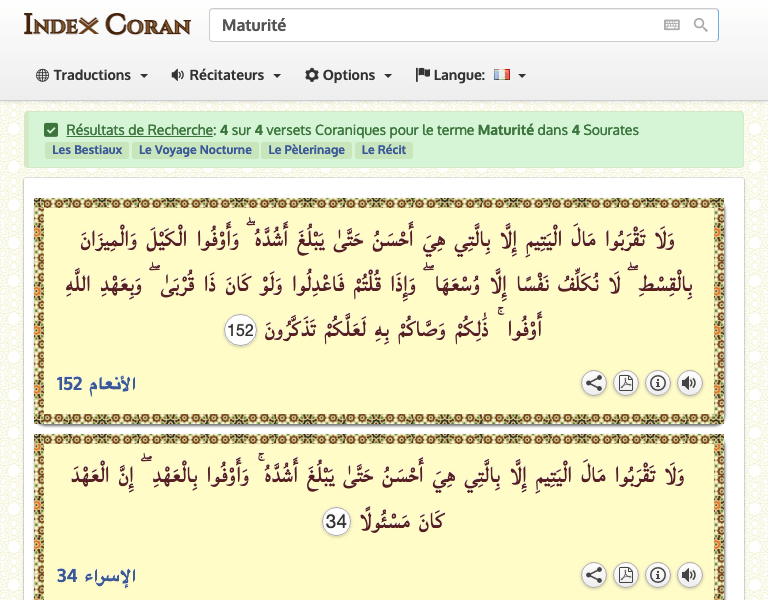 INDEX CORAN
Maturité
Traductions
Récitateurs
Options
Langue:
Résultats de Recherche: 4 sur 4 versets Coraniques pour le terme Maturité dans 4 Sourates
Les Bestiaux Le Voyage Nocturne Le Pèlerinage Le Récit
وَلَا تَقْرَبُوا مَالَ الْيَتِيمِ إِلَّا بِالَّتِي هِيَ أَحْسَنُ حَتَّىٰ يَبْلُغَ أَشُدَّهُ ۖ وَأَوْفُوا الْكَيْلَ وَالْمِيزَانَ
بِالْقِسْطِ ۖ لَا نُكَلِّفُ نَفْسًا إِلَّا وُسْعَهَا ۖ وَإِذَا قُلْتُمْ فَاعْدِلُوا وَلَوْ كَانَ ذَا قُرْبَىٰ ۖ وَبِعَهْدِ اللَّهِ
أَوْفُوا ۚ ذَٰلِكُمْ وَصَّاكُمْ بِهِ لَعَلَّكُمْ تَذَكَّرُونَ 152
الأنعام 152
وَلَا تَقْرَبُوا مَالَ الْيَتِيمِ إِلَّا بِالَّتِي هِيَ أَحْسَنُ حَتَّىٰ يَبْلُغَ أَشُدَّهُ ۚ وَأَوْفُوا بِالْعَهْدِ ۖ إِنَّ الْعَهْدَ
كَانَ مَسْئُولًا 34
الإسراء 34